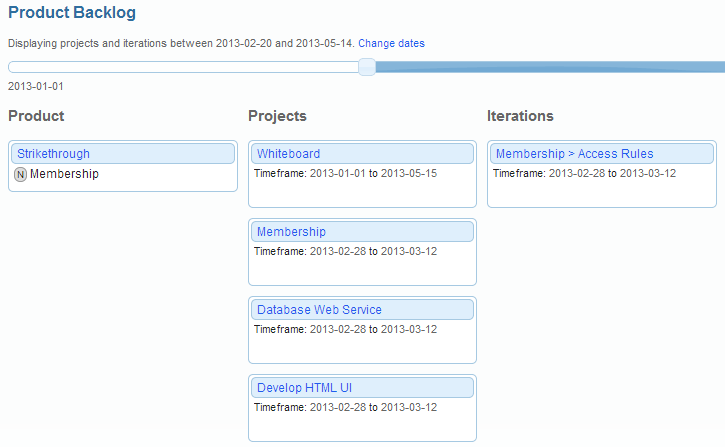 Product Backlog
Displaying projects and iterations between 2013-02-20 and 2013-05-14. Change dates
2013-01-01
Product
Strikethrough
N Membership
Projects
Whiteboard
Timeframe: 2013-01-01 to 2013-05-15
Membership
Timeframe: 2013-02-28 to 2013-03-12
Database Web Service
Timeframe: 2013-02-28 to 2013-03-12
Develop HTML UI
Timeframe: 2013-02-28 to 2013-03-12
Iterations
Membership > Access Rules
Timeframe: 2013-02-28 to 2013-03-12